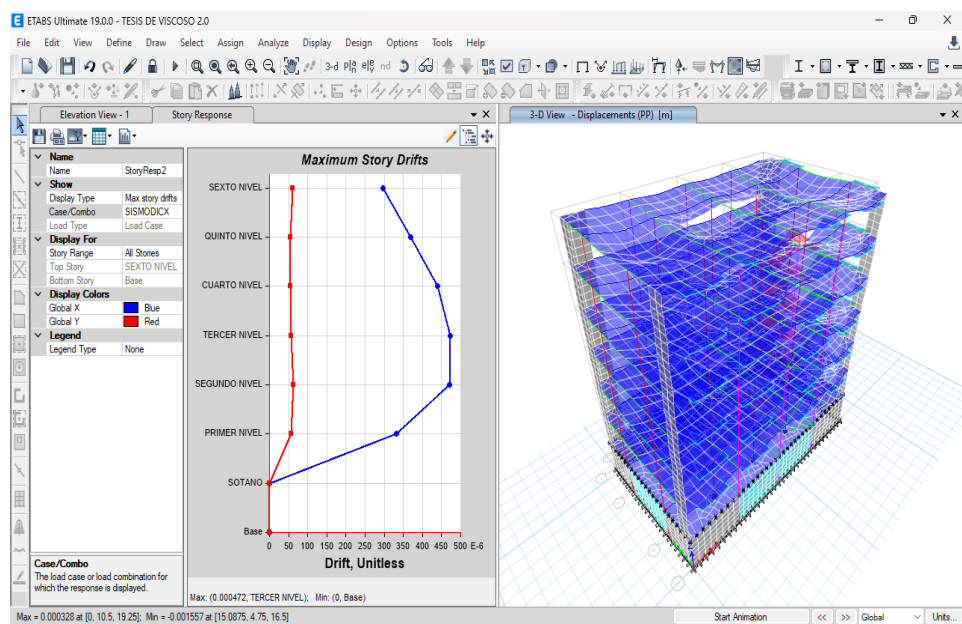 ETABS Ultimate 19.0.0 - TESIS DE VISCOSO 2.0
File Edit View Define Draw Select Assign Analyze Display Design Options Tools Help
3-d
nd
Elevation View - 1
Story Response
3-D View - Displacements (PP) [m]
Name
Name StoryResp2
Show
Display Type Max story drifts
Case/Combo SISMODICX
Load Type Load Case
Display For
Story Range All Stories
Top Story SEXTO NIVEL
Bottom Story Base
Display Colors
Global X Blue
Global Y Red
Legend
Legend Type None
Case/Combo
The load case or load combination for
which the response is displayed.
Maximum Story Drifts
SEXTO NIVEL
QUINTO NIVEL
CUARTO NIVEL
TERCER NIVEL
SEGUNDO NIVEL
PRIMER NIVEL
SOTANO
Base
0 50 100 150 200 250 300 350 400 450 500 E-6
Drift, Unitless
Max: (0.000472, TERCER NIVEL); Min: (0, Base)
Max = 0.000328 at [0, 10.5, 19.25]; Min = -0.001557 at [15.0875, 4.75, 16.5]
Start Animation << >> Global Units...